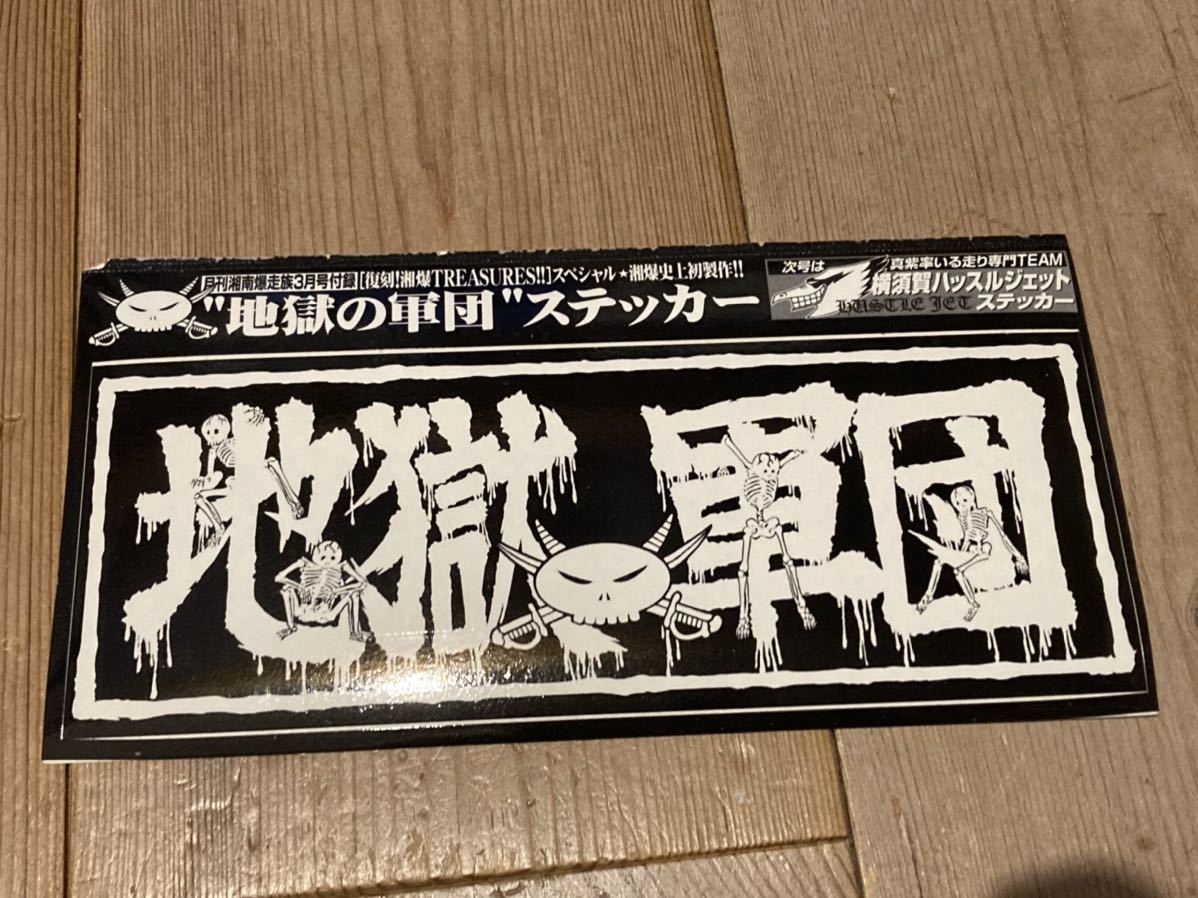 月刊湘南爆走族3月号付録[復刻!湘爆TREASURES!!]スペシャル★湘爆史上初製作!!
"地獄の軍団"ステッカー
次号は
真紫率いる走り専門TEAM
横須賀ハッスルジェット
HUSTLE JET
ステッカー
地獄軍団